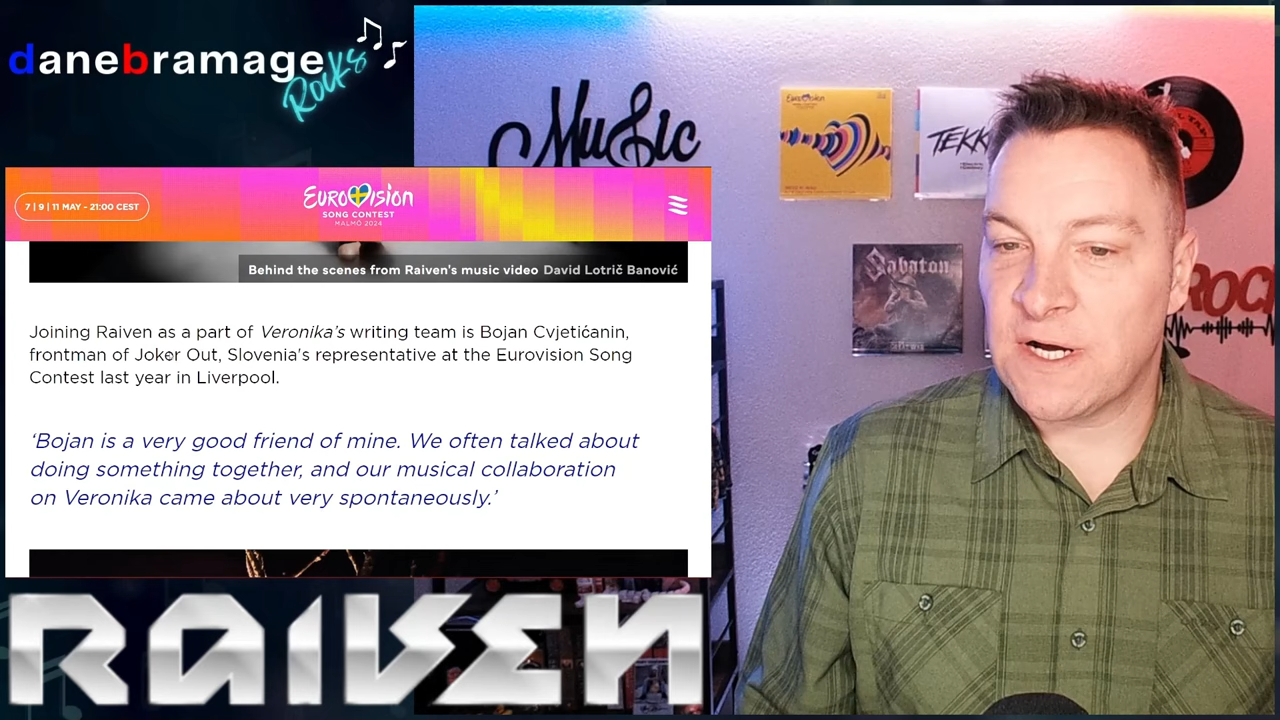 danebramage
Rocks
Music
EUROVISION
TEKK
7 | 9 | 11 MAY - 21:00 CEST
EUROVISION
SONG CONTEST
MALMÖ 2024
Sabaton
Behind the scenes from Raiven's music video David Lotrič Banović
ROCK
Joining Raiven as a part of Veronika's writing team is Bojan Cvjetićanin,
frontman of Joker Out, Slovenia's representative at the Eurovision Song
Contest last year in Liverpool.
‘Bojan is a very good friend of mine. We often talked about
doing something together, and our musical collaboration
on Veronika came about very spontaneously.’
RAIVEN